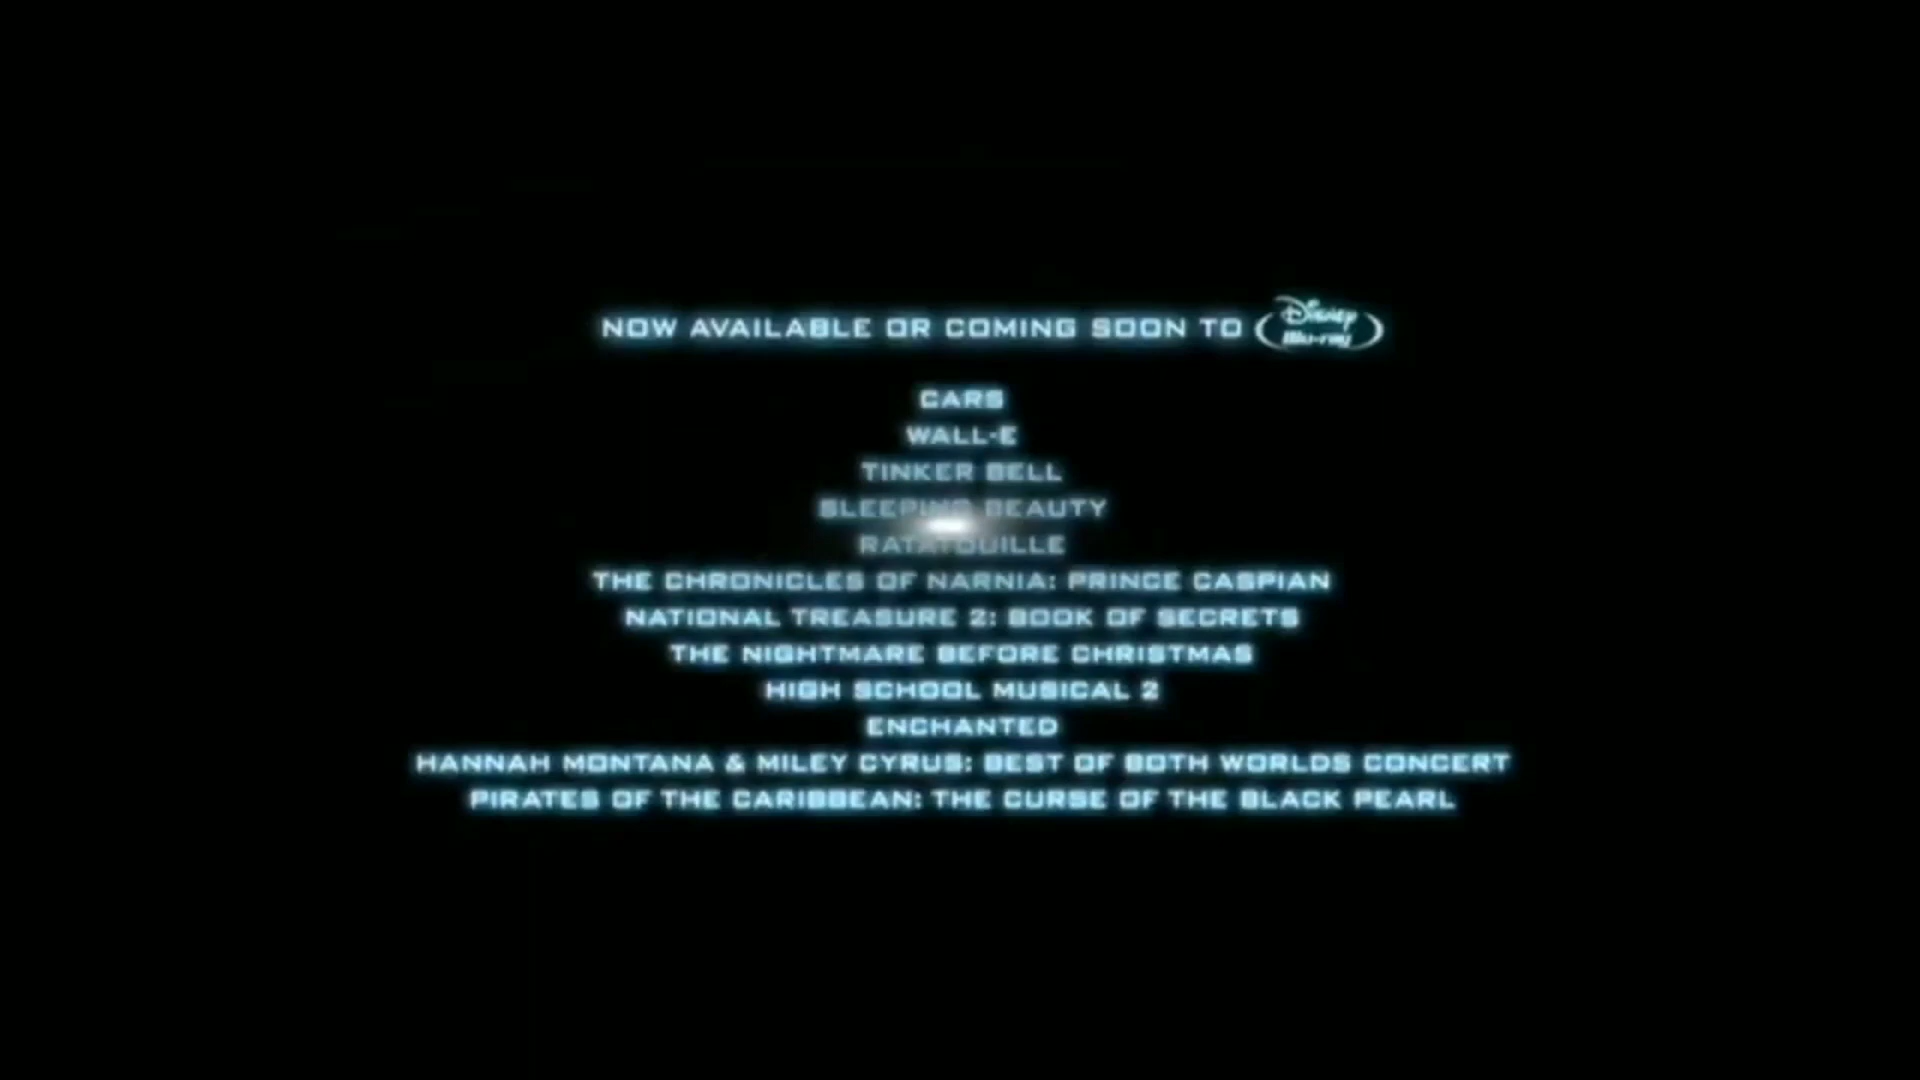 NOW AVAILABLE OR COMING SOON TO Disney Blu-ray
CARS
WALL-E
TINKER BELL
SLEEPING BEAUTY
RATATOUILLE
THE CHRONICLES OF NARNIA: PRINCE CASPIAN
NATIONAL TREASURE 2: BOOK OF SECRETS
THE NIGHTMARE BEFORE CHRISTMAS
HIGH SCHOOL MUSICAL 2
ENCHANTED
HANNAH MONTANA & MILEY CYRUS: BEST OF BOTH WORLDS CONCERT
PIRATES OF THE CARIBBEAN: THE CURSE OF THE BLACK PEARL